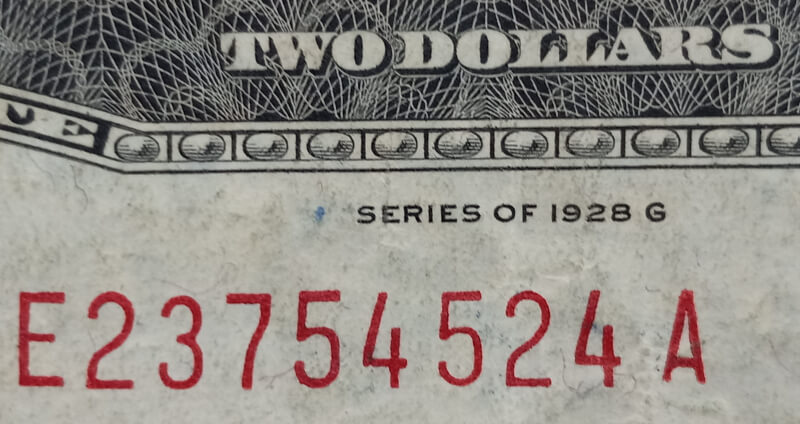 TWO DOLLARS
SERIES OF 1928 G
E23754524A